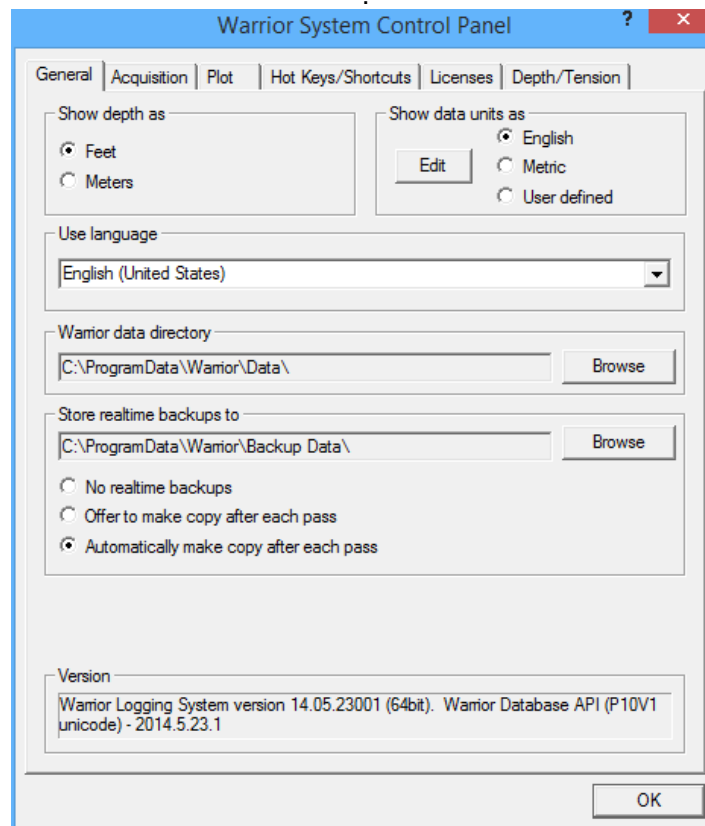 Warrior System Control Panel ? ×
General Acquisition Plot Hot Keys/Shortcuts Licenses Depth/Tension
Show depth as
Feet
Meters
Show data units as
Edit
English
Metric
User defined
Use language
English (United States)
Warrior data directory
C:\ProgramData\Warrior\Data\ Browse
Store realtime backups to
C:\ProgramData\Warrior\Backup Data\ Browse
No realtime backups
Offer to make copy after each pass
Automatically make copy after each pass
Version
Warrior Logging System version 14.05.23001 (64bit).  Warrior Database API (P10V1
unicode) - 2014.5.23.1
OK